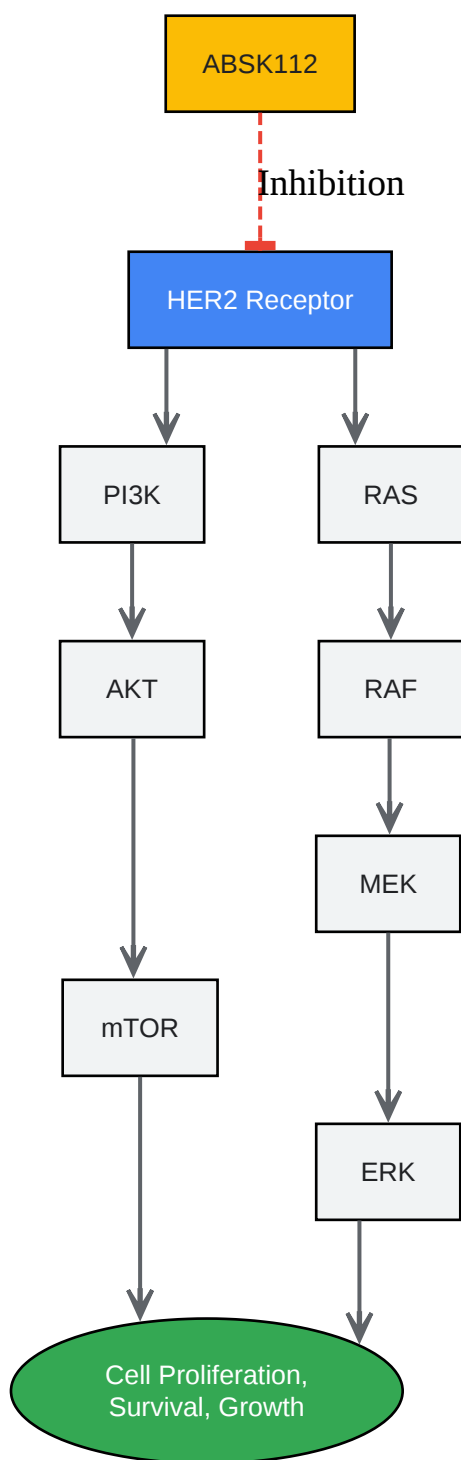 ABSK112
Inhibition
HER2 Receptor
PI3K
RAS
AKT
RAF
MEK
mTOR
ERK
Cell Proliferation,
Survival, Growth